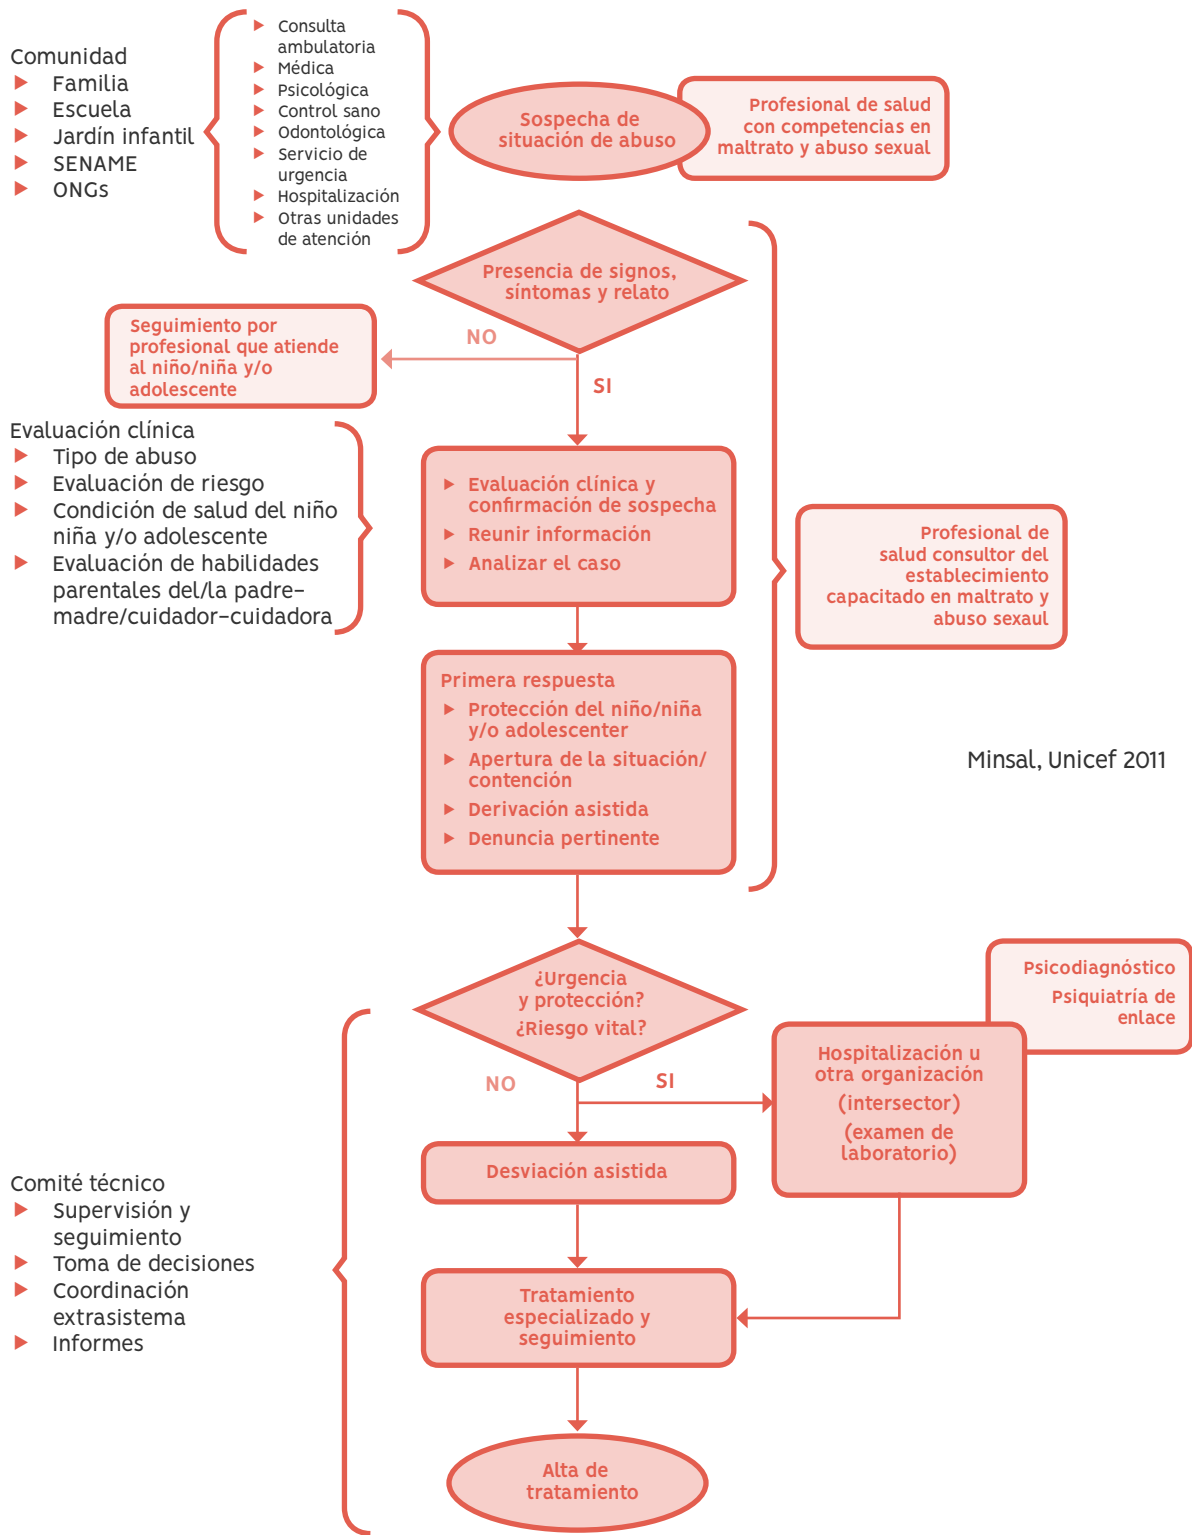 Comunidad
Familia
Escuela
Jardín infantil
SENAME
ONGs
Consulta
ambulatoria
Médica
Psicológica
Control sano
Odontológica
Servicio de
urgencia
Hospitalización
Otras unidades
de atención
Sospecha de
situación de abuso
Profesional de salud
con competencias en
maltrato y abuso sexual
Presencia de signos,
síntomas y relato
NO
SI
Seguimiento por
profesional que atiende
al niño/niña y/o
adolescente
Evaluación clínica
Tipo de abuso
Evaluación de riesgo
Condición de salud del niño
niña y/o adolescente
Evaluación de habilidades
parentales del/la padre-
madre/cuidador-cuidadora
Evaluación clínica y
confirmación de sospecha
Reunir información
Analizar el caso
Profesional de
salud consultor del
establecimiento
capacitado en maltrato y
abuso sexaul
Primera respuesta
Protección del niño/niña
y/o adolescenter
Apertura de la situación/
contención
Derivación asistida
Denuncia pertinente
Minsal, Unicef 2011
¿Urgencia
y protección?
¿Riesgo vital?
NO
SI
Psicodiagnóstico
Psiquiatría de
enlace
Hospitalización u
otra organización
(intersector)
(examen de
laboratorio)
Desviación asistida
Comité técnico
Supervisión y
seguimiento
Toma de decisiones
Coordinación
extrasistema
Informes
Tratamiento
especializado y
seguimiento
Alta de
tratamiento